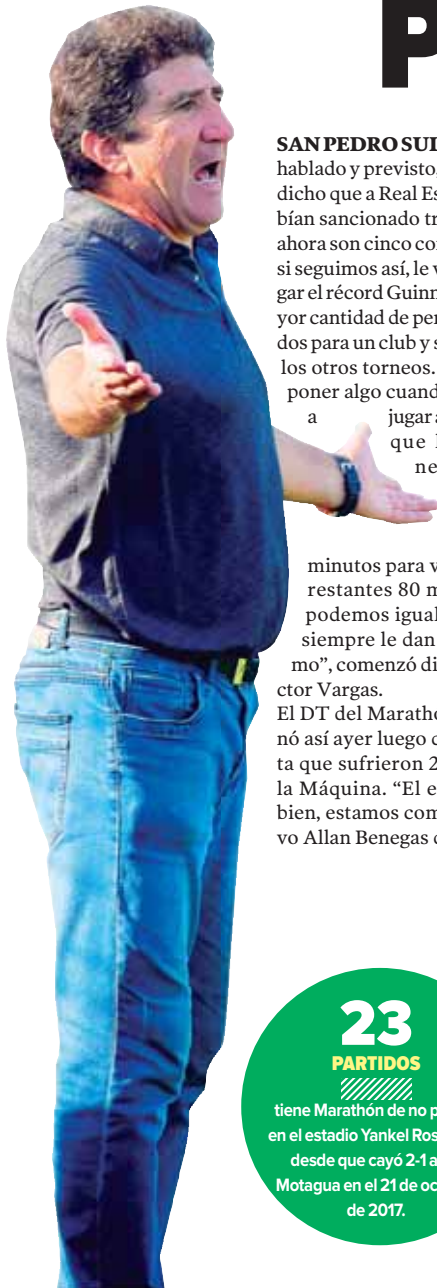 P
SAN PEDRO SUL
hablado y previsto,
dicho que a Real Es
bían sancionado tr
ahora son cinco con
si seguimos así, le v
gar el récord Guinn
yor cantidad de pen
dos para un club y s
los otros torneos.
poner algo cuand
a jugar a
que l
ne
minutos para v
restantes 80 m
podemos igual
siempre le dan
mo”, comenzó di
ctor Vargas.
El DT del Marath
nó así ayer luego d
ta que sufrieron 2
la Máquina. “El e
bien, estamos com
vo Allan Benegas d
23
PARTIDOS
tiene Marathón de no p
en el estadio Yankel Ros
desde que cayó 2-1 a
Motagua en el 21 de oc
de 2017.